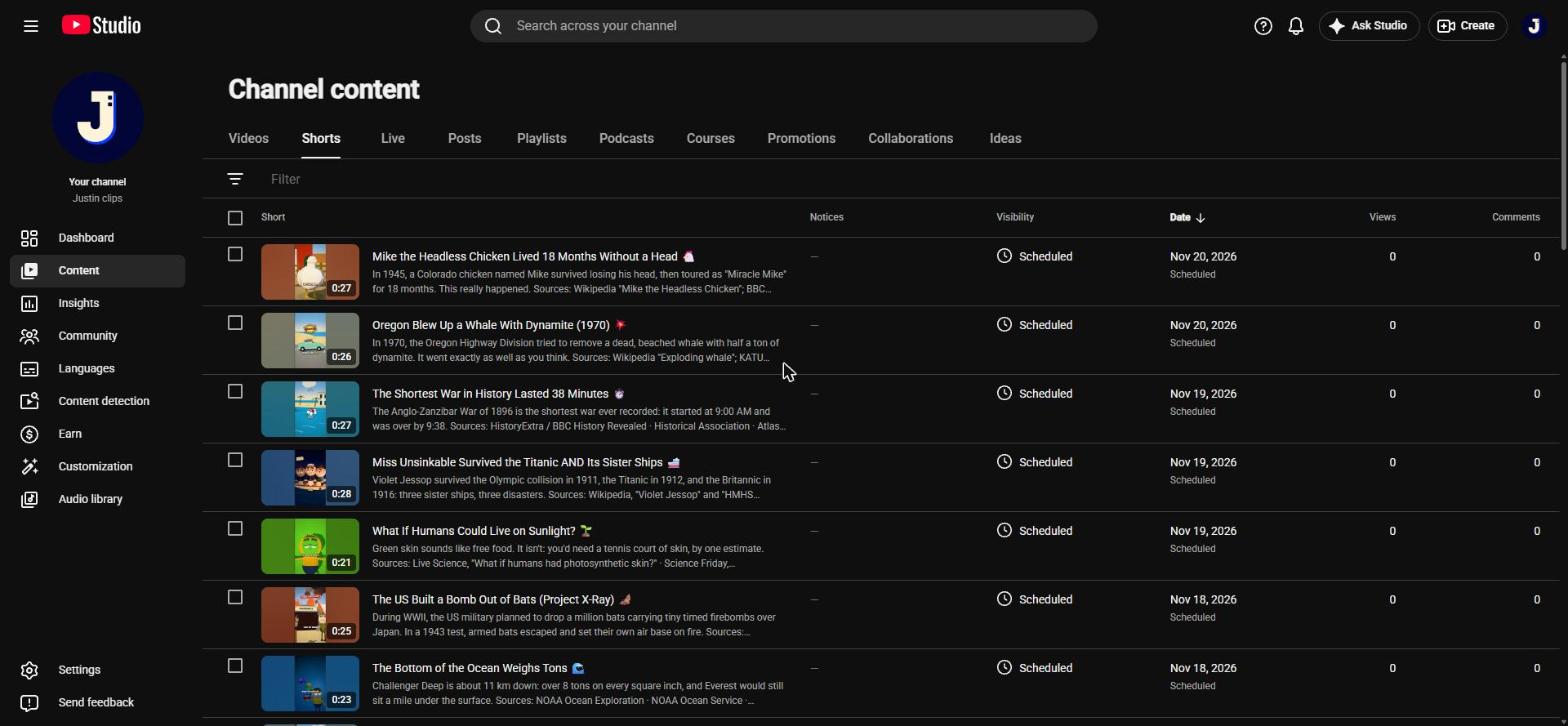 Studio
Search across your channel
Ask Studio
Create
J
J
Your channel
Justin clips
Dashboard
Content
Insights
Community
Languages
Content detection
Earn
Customization
Audio library
Settings
Send feedback
Channel content
Videos Shorts Live Posts Playlists Podcasts Courses Promotions Collaborations Ideas
Filter
Short Notices Visibility Date Views Comments
0:27
Mike the Headless Chicken Lived 18 Months Without a Head 🐔 — Scheduled Nov 20, 2026 0 0
In 1945, a Colorado chicken named Mike survived losing his head, then toured as "Miracle Mike" Scheduled
for 18 months. This really happened. Sources: Wikipedia "Mike the Headless Chicken"; BBC...
0:26
Oregon Blew Up a Whale With Dynamite (1970) 💥 — Scheduled Nov 20, 2026 0 0
In 1970, the Oregon Highway Division tried to remove a dead, beached whale with half a ton of Scheduled
dynamite. It went exactly as well as you think. Sources: Wikipedia "Exploding whale"; KATU...
0:27
The Shortest War in History Lasted 38 Minutes ⏰ — Scheduled Nov 19, 2026 0 0
The Anglo-Zanzibar War of 1896 is the shortest war ever recorded: it started at 9:00 AM and Scheduled
was over by 9:38. Sources: HistoryExtra / BBC History Revealed · Historical Association · Atlas...
0:28
Miss Unsinkable Survived the Titanic AND Its Sister Ships 🚢 — Scheduled Nov 19, 2026 0 0
Violet Jessop survived the Olympic collision in 1911, the Titanic in 1912, and the Britannic in Scheduled
1916: three sister ships, three disasters. Sources: Wikipedia, "Violet Jessop" and "HMHS...
0:21
What If Humans Could Live on Sunlight? 🌱 — Scheduled Nov 19, 2026 0 0
Green skin sounds like free food. It isn't: you'd need a tennis court of skin, by one estimate. Scheduled
Sources: Live Science, "What if humans had photosynthetic skin?" · Science Friday,...
0:25
The US Built a Bomb Out of Bats (Project X-Ray) 🦇 — Scheduled Nov 18, 2026 0 0
During WWII, the US military planned to drop a million bats carrying tiny timed firebombs over Scheduled
Japan. In a 1943 test, armed bats escaped and set their own air base on fire. Sources:...
0:23
The Bottom of the Ocean Weighs Tons 🌊 — Scheduled Nov 18, 2026 0 0
Challenger Deep is about 11 km down: over 8 tons on every square inch, and Everest would still Scheduled
sit a mile under the surface. Sources: NOAA Ocean Exploration · NOAA Ocean Service ·...